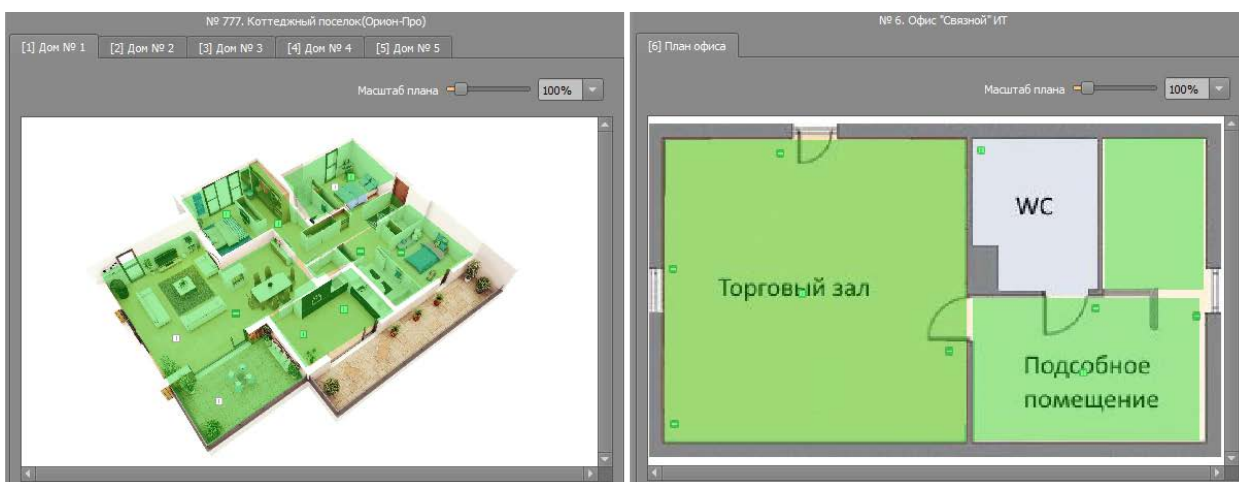 № 777. Коттеджный поселок(Орион-Про)
[1] Дом № 1 [2] Дом № 2 [3] Дом № 3 [4] Дом № 4 [5] Дом № 5
Масштаб плана 100%
№ 6. Офис "Связной" ИТ
[6] План офиса
Масштаб плана 100%
WC
Торговый зал
Подсобное
помещение